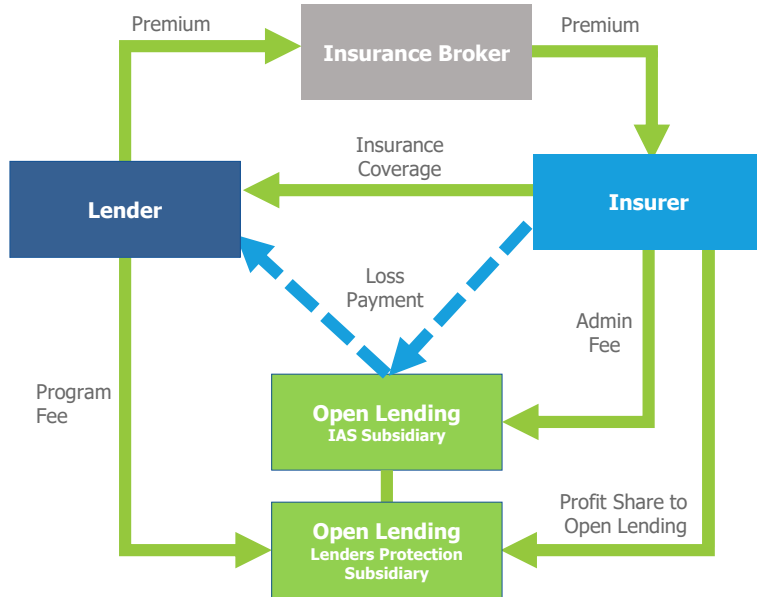 Premium
Premium
Insurance Broker
Insurance
Coverage
Lender
Insurer
Loss
Payment
Admin
Fee
Program
Fee
Open Lending
IAS Subsidiary
Profit Share to
Open Lending
Open Lending
Lenders Protection
Subsidiary